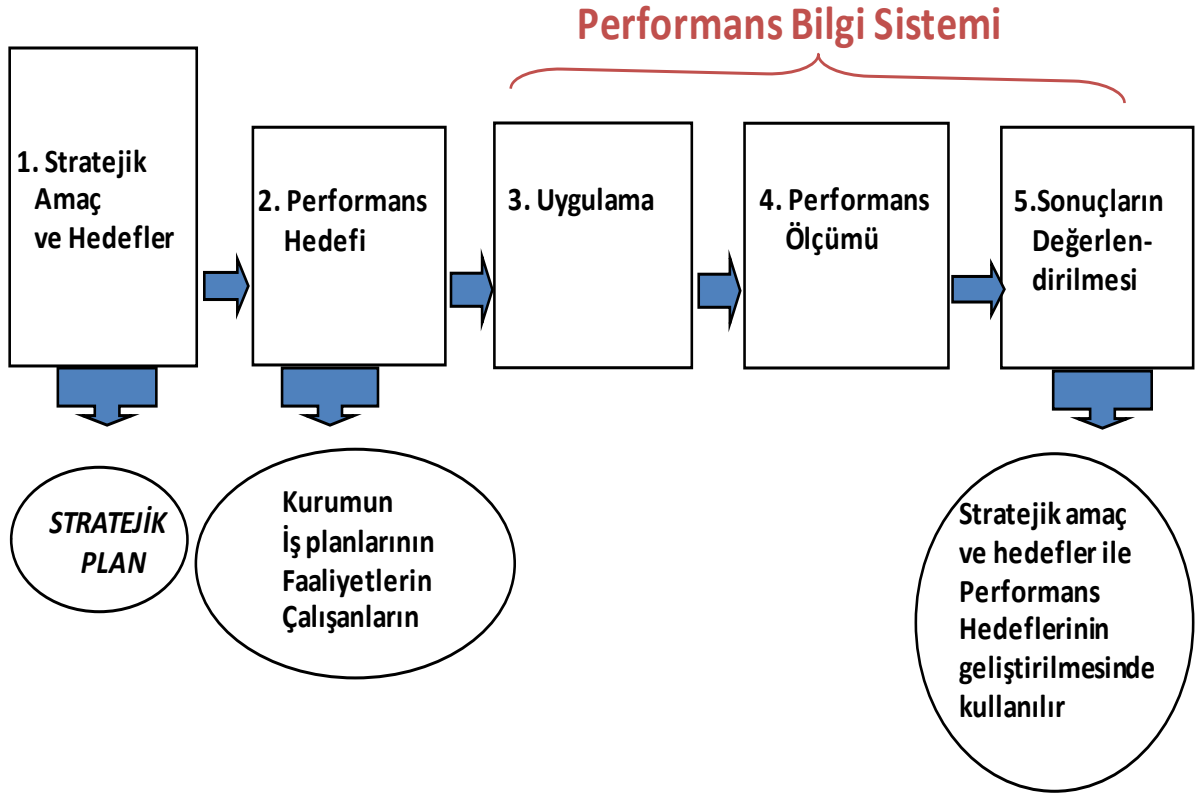 Performans Bilgi Sistemi
1. Stratejik
Amaç
ve Hedefler
2. Performans
Hedefi
3. Uygulama
4. Performans
Ölçümü
5.Sonuçların
Değerlen-
dirilmesi
STRATEJİK
PLAN
Kurumun
İş planlarının
Faaliyetlerin
Çalışanların
Stratejik amaç
ve hedefler ile
Performans
Hedeflerinin
geliştirilmesinde
kullanılır